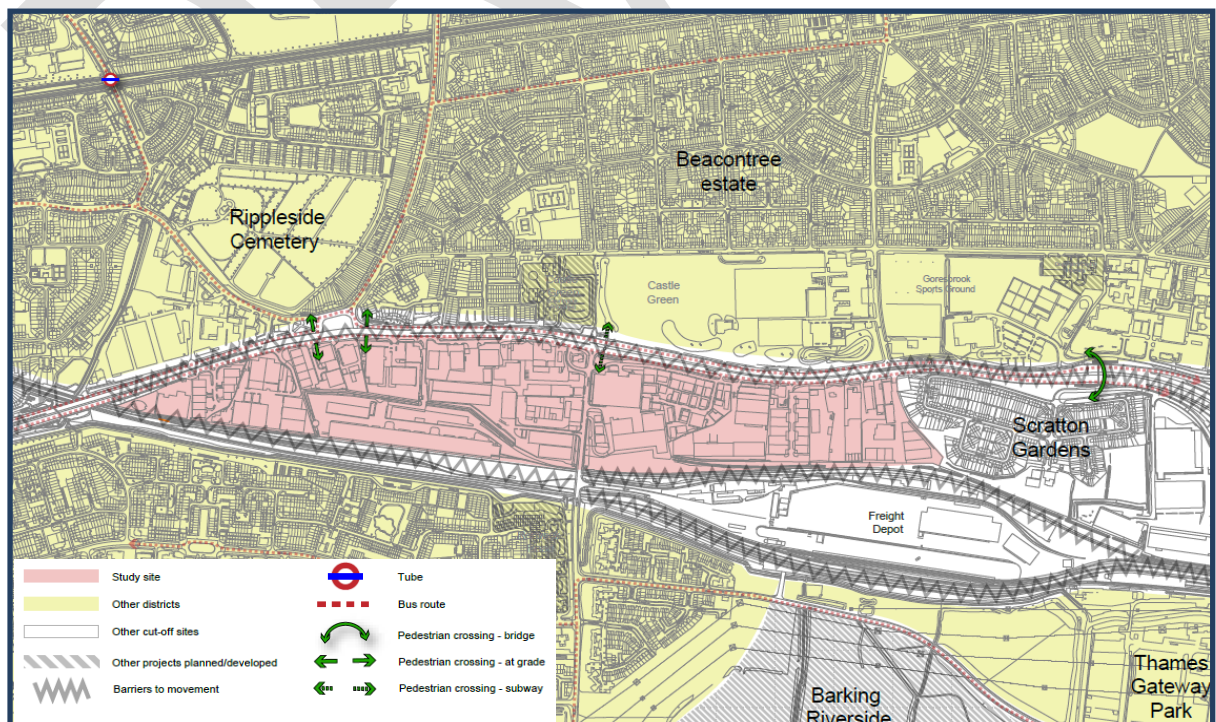 Beacontree
estate
Rippleside
Cemetery
Castle
Green
Goresbrook
Sports Ground
Scratton
Gardens
Freight
Depot
Study site
Tube
Other districts
Bus route
Other cut-off sites
Pedestrian crossing - bridge
Other projects planned/developed
Pedestrian crossing - at grade
Barriers to movement
Pedestrian crossing - subway
Thames
Gateway
Park
Barking
Riverside